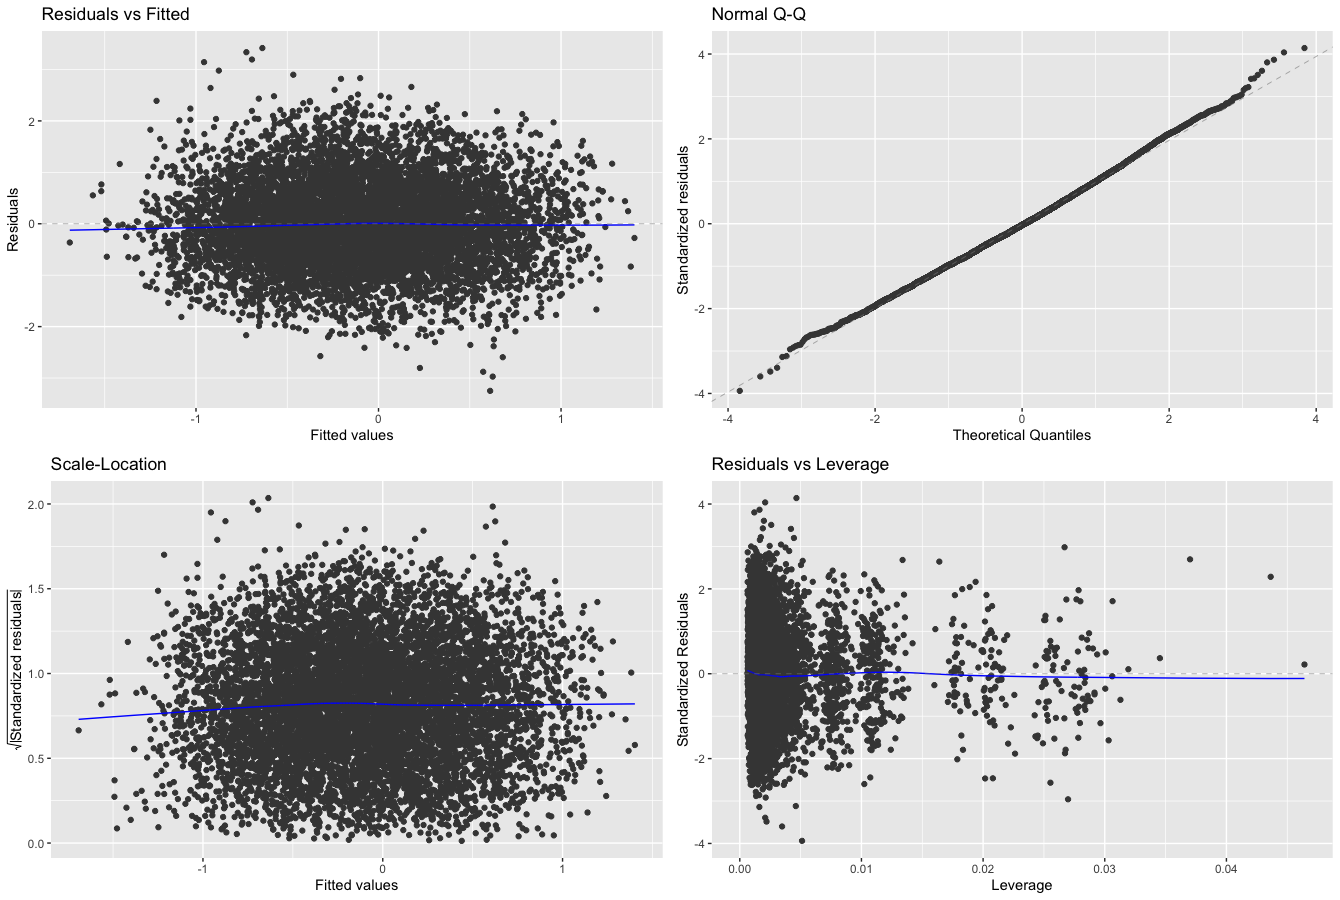 Residuals vs Fitted
2
0
-2
-1
0
1
Residuals
Fitted values
Normal Q-Q
4
2
0
-2
-4
-4
-2
0
2
4
Standardized residuals
Theoretical Quantiles
Scale-Location
2.0
1.5
1.0
0.5
0.0
-1
0
1
√|Standardized residuals|
Fitted values
Residuals vs Leverage
4
2
0
-2
-4
0.00
0.01
0.02
0.03
0.04
Standardized Residuals
Leverage